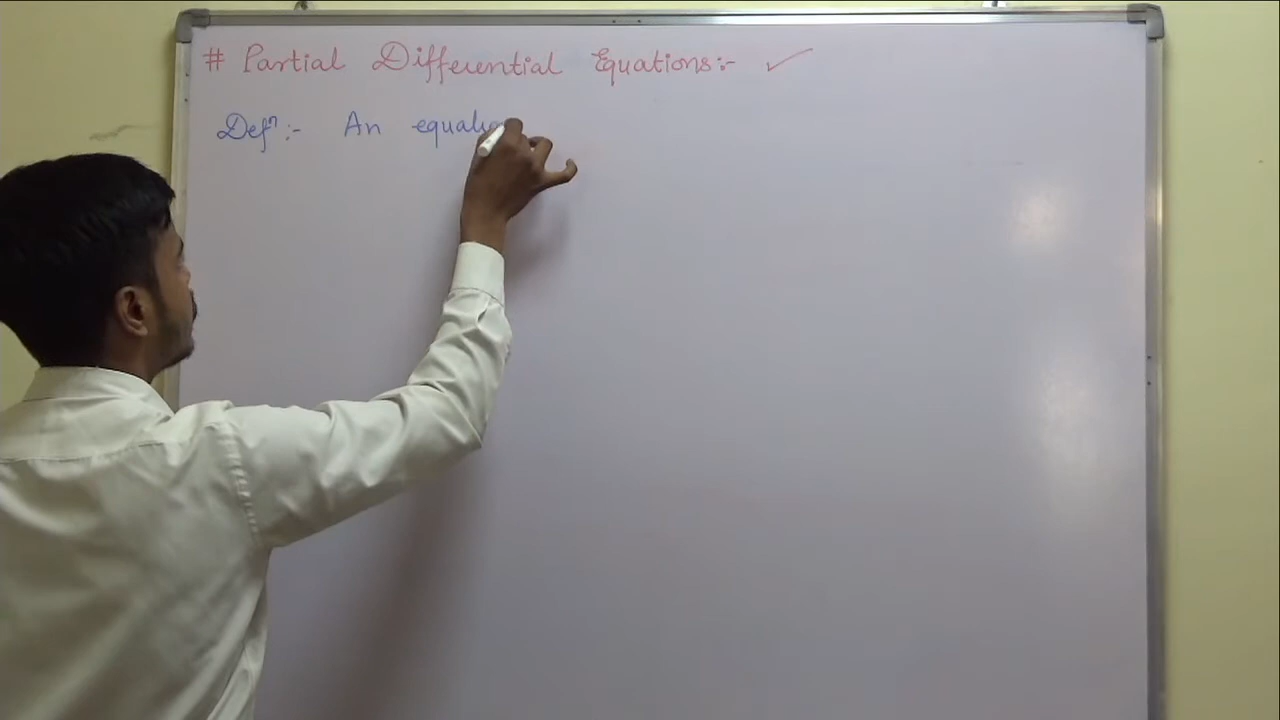 # Partial Differential Equations:- ✓
Defⁿ:- An equatio